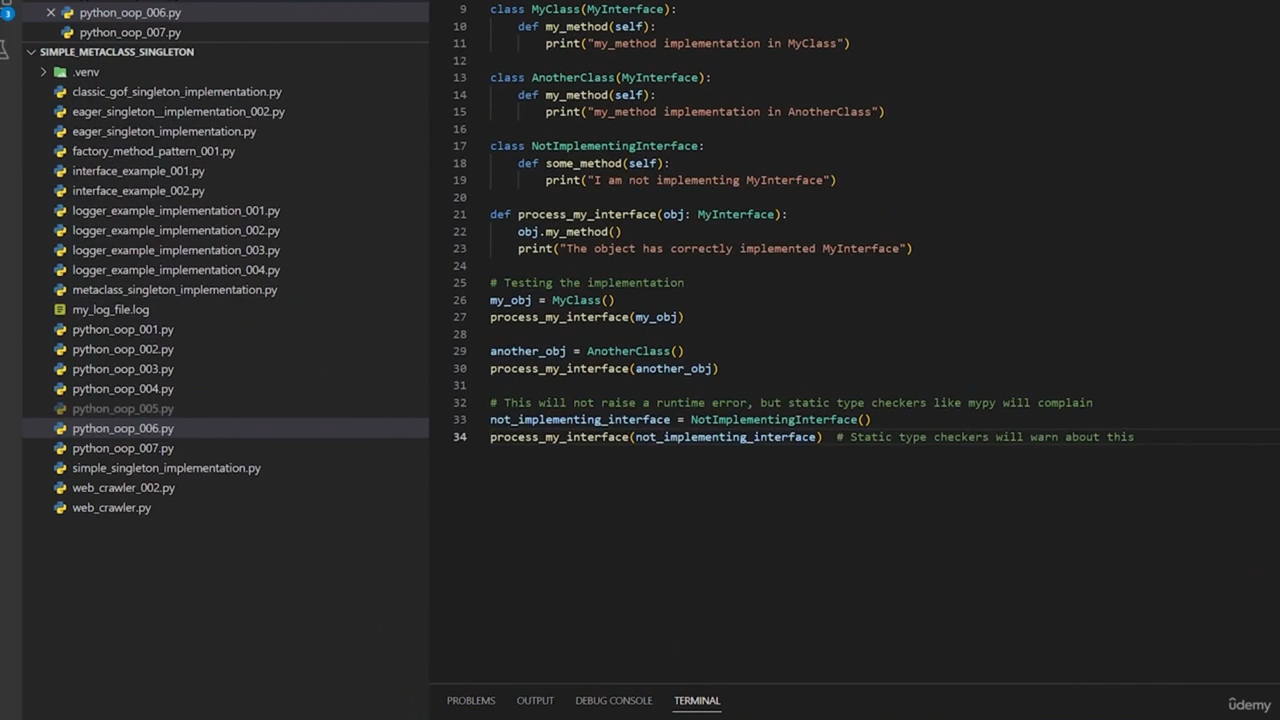 3
python_oop_006.py
python_oop_007.py
SIMPLE_METACLASS_SINGLETON
.venv
classic_gof_singleton_implementation.py
eager_singleton__implementation_002.py
eager_singleton_implementation.py
factory_method_pattern_001.py
interface_example_001.py
interface_example_002.py
logger_example_implementation_001.py
logger_example_implementation_002.py
logger_example_implementation_003.py
logger_example_implementation_004.py
metaclass_singleton_implementation.py
my_log_file.log
python_oop_001.py
python_oop_002.py
python_oop_003.py
python_oop_004.py
python_oop_005.py
python_oop_006.py
python_oop_007.py
simple_singleton_implementation.py
web_crawler_002.py
web_crawler.py
9 class MyClass(MyInterface):
10 def my_method(self):
11 print("my_method implementation in MyClass")
12
13 class AnotherClass(MyInterface):
14 def my_method(self):
15 print("my_method implementation in AnotherClass")
16
17 class NotImplementingInterface:
18 def some_method(self):
19 print("I am not implementing MyInterface")
20
21 def process_my_interface(obj: MyInterface):
22 obj.my_method()
23 print("The object has correctly implemented MyInterface")
24
25 # Testing the implementation
26 my_obj = MyClass()
27 process_my_interface(my_obj)
28
29 another_obj = AnotherClass()
30 process_my_interface(another_obj)
31
32 # This will not raise a runtime error, but static type checkers like mypy will complain
33 not_implementing_interface = NotImplementingInterface()
34 process_my_interface(not_implementing_interface) # Static type checkers will warn about this
PROBLEMS OUTPUT DEBUG CONSOLE TERMINAL
ûdemy